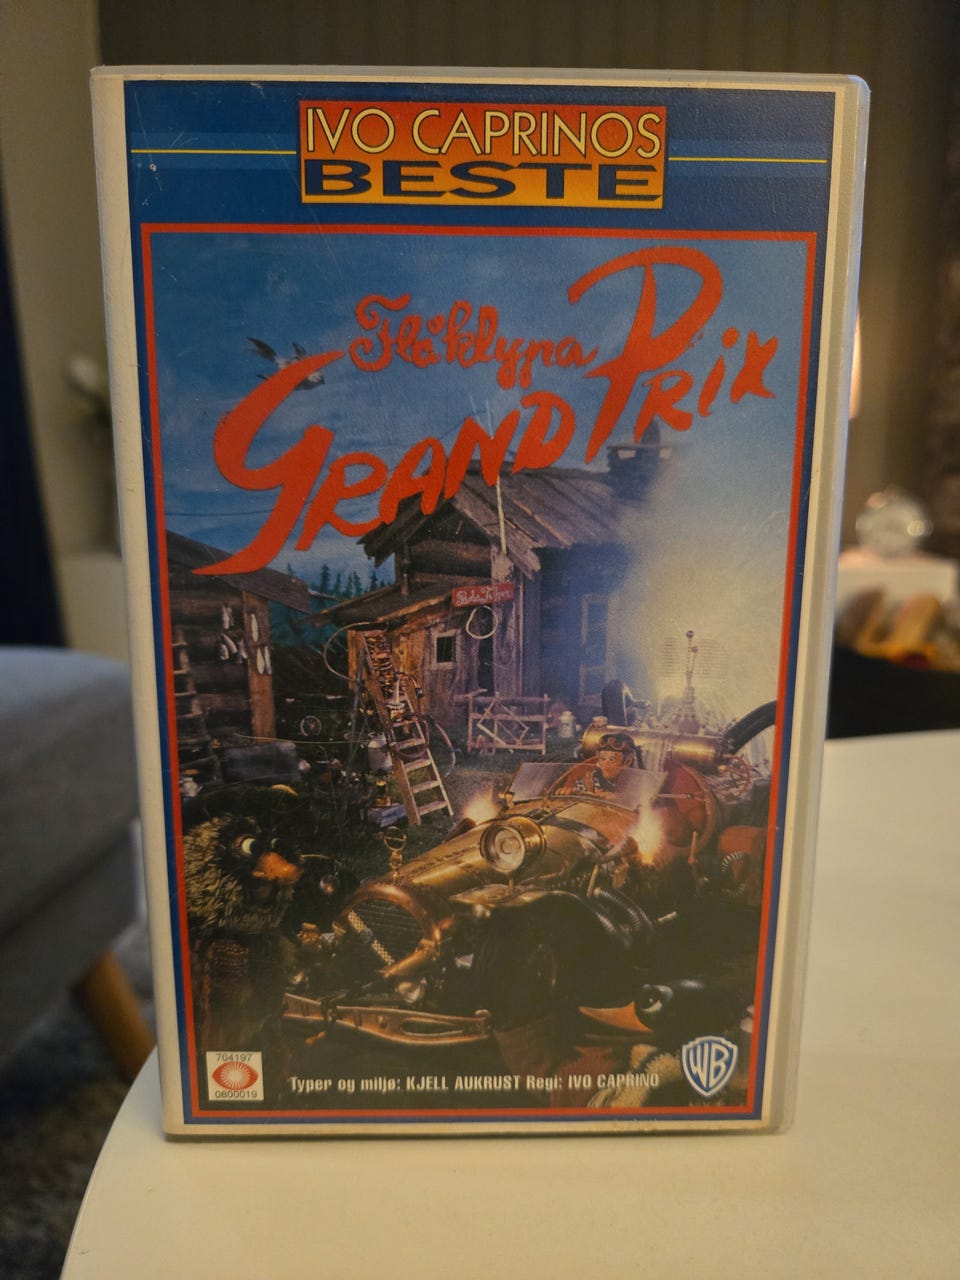 IVO CAPRINOS
BESTE
Flåklypa
GRAND PRIX
704197
0800019
Typer og miljø: KJELL AUKRUST Regi: IVO CAPRINO
WB